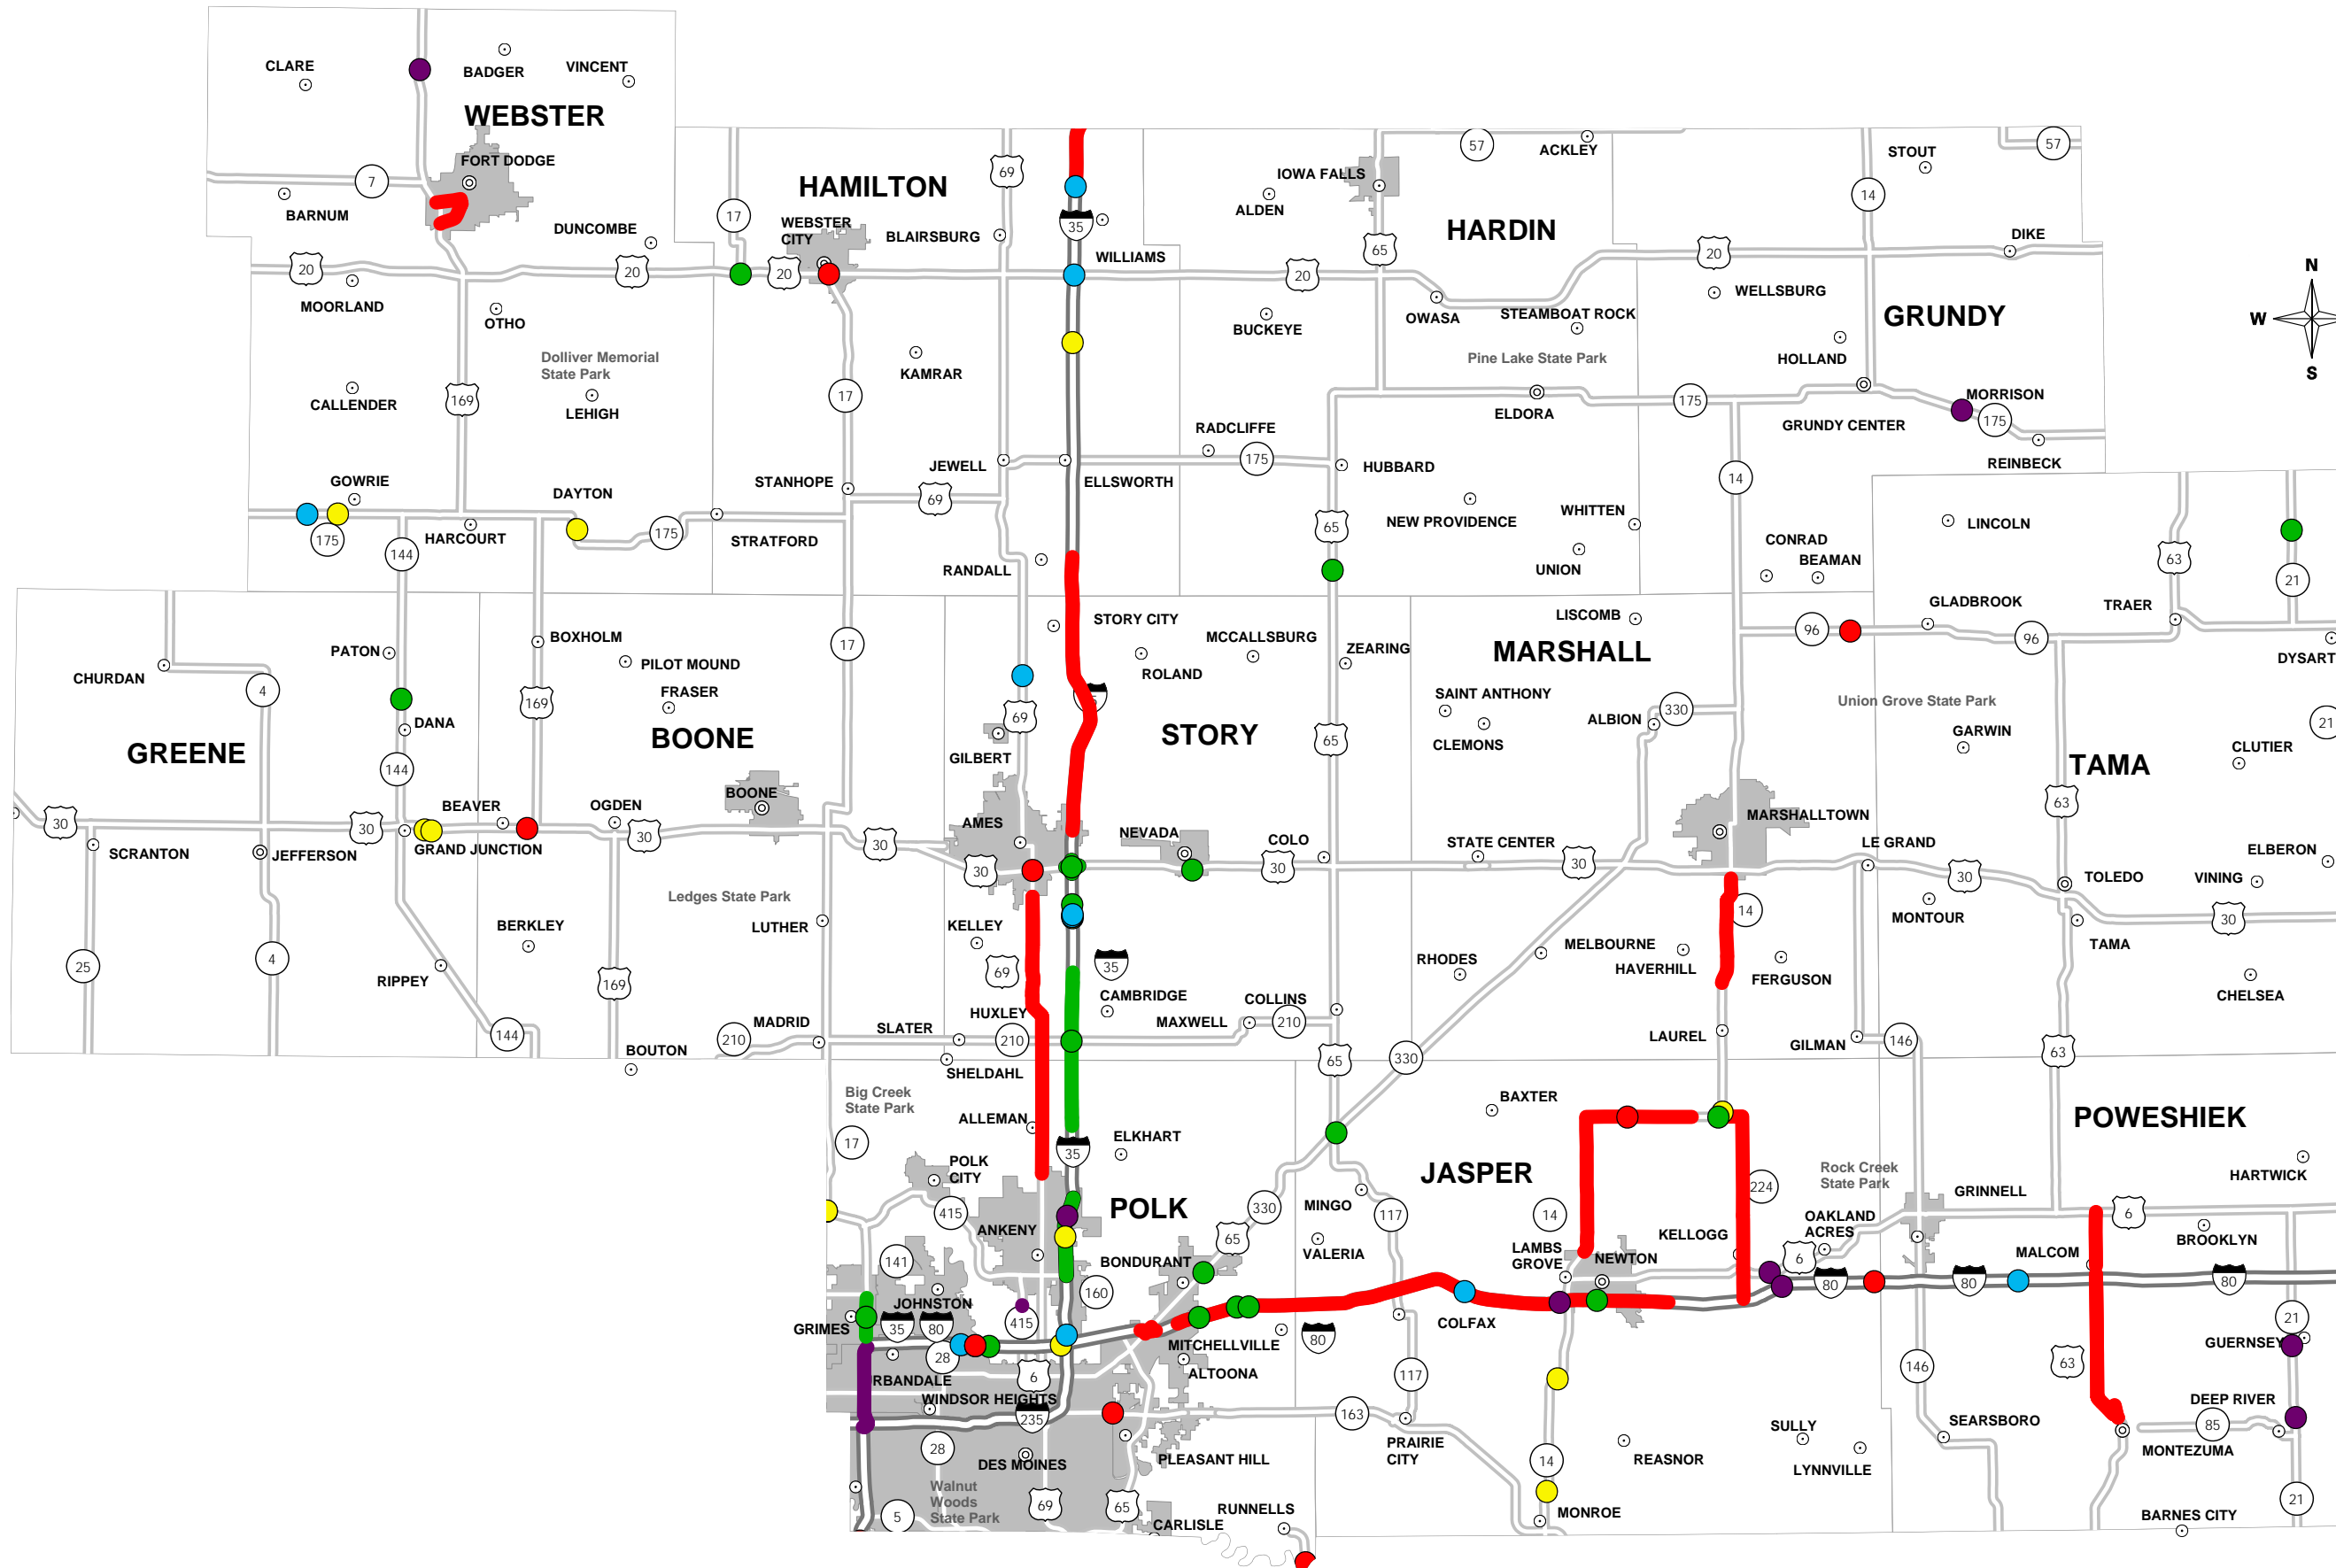 CLARE
BADGER
VINCENT
WEBSTER
FORT DODGE
7
BARNUM
DUNCOMBE
20
MOORLAND
20
OTHO
Dolliver Memorial
State Park
CALLENDER
169
LEHIGH
GOWRIE
DAYTON
175
HARCOURT
144
175
STRATFORD
HAMILTON
69
17
WEBSTER
CITY
BLAIRSBURG
35
WILLIAMS
20
KAMRAR
17
JEWELL
STANHOPE
69
ELLSWORTH
RANDALL
57
ACKLEY
IOWA FALLS
ALDEN
HARDIN
65
20
BUCKEYE
OWASA
STEAMBOAT ROCK
Pine Lake State Park
ELDORA
RADCLIFFE
175
HUBBARD
65
NEW PROVIDENCE
WHITTEN
UNION
STOUT
57
14
DIKE
20
WELLSBURG
GRUNDY
HOLLAND
175
MORRISON
175
GRUNDY CENTER
REINBECK
14
CONRAD
BEAMAN
N
W
S
LINCOLN
63
21
GLADBROOK
TRAER
96
96
DYSART
Union Grove State Park
GARWIN
21
CLUTIER
TAMA
63
LE GRAND
30
TOLEDO
ELBERON
VINING
MONTOUR
30
TAMA
CHELSEA
63
CHURDAN
4
PATON
DANA
GREENE
144
30
30
SCRANTON
JEFFERSON
GRAND JUNCTION
25
4
RIPPEY
144
BOXHOLM
PILOT MOUND
FRASER
169
BOONE
17
BEAVER
OGDEN
BOONE
30
30
Ledges State Park
BERKLEY
LUTHER
169
MADRID
210
BOUTON
STORY CITY
MCCALLSBURG
ZEARING
ROLAND
69
STORY
65
GILBERT
AMES
NEVADA
COLO
30
30
KELLEY
69
35
CAMBRIDGE
COLLINS
HUXLEY
MAXWELL
210
SLATER
210
SHELDAHL
65
LISCOMB
MARSHALL
SAINT ANTHONY
ALBION
330
CLEMONS
MARSHALLTOWN
STATE CENTER
30
14
MELBOURNE
RHODES
HAVERHILL
FERGUSON
LAUREL
GILMAN
146
330
Big Creek
State Park
ALLEMAN
17
35
ELKHART
POLK
CITY
415
POLK
ANKENY
330
65
141
BONDURANT
160
JOHNSTON
GRIMES
35
80
415
28
MITCHELLVILLE
80
ALTOONA
6
RBANDALE
WINDSOR HEIGHTS
235
28
DES MOINES
PLEASANT HILL
Walnut
Woods
State Park
69
65
RUNNELLS
5
CARLISLE
BAXTER
JASPER
MINGO
117
14
224
VALERIA
KELLOGG
LAMBS
GROVE
NEWTON
COLFAX
117
163
PRAIRIE
CITY
14
REASNOR
SULLY
LYNNVILLE
MONROE
POWESHIEK
Rock Creek
State Park
HARTWICK
GRINNELL
OAKLAND
ACRES
6
6
MALCOM
BROOKLYN
80
80
80
21
GUERNSEY
63
146
DEEP RIVER
SEARSBORO
85
MONTEZUMA
21
BARNES CITY